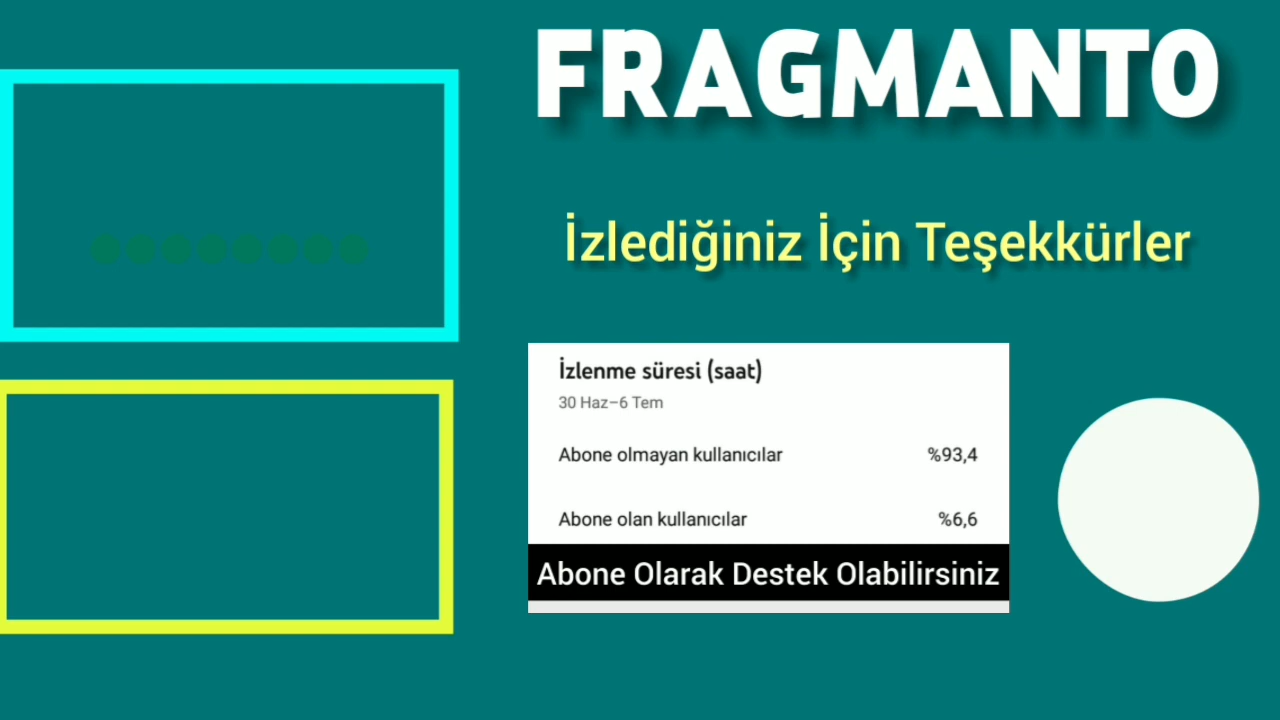 FRAGMANTO
İzlediğiniz İçin Teşekkürler
İzlenme süresi (saat)
30 Haz–6 Tem
Abone olmayan kullanıcılar %93,4
Abone olan kullanıcılar %6,6
Abone Olarak Destek Olabilirsiniz